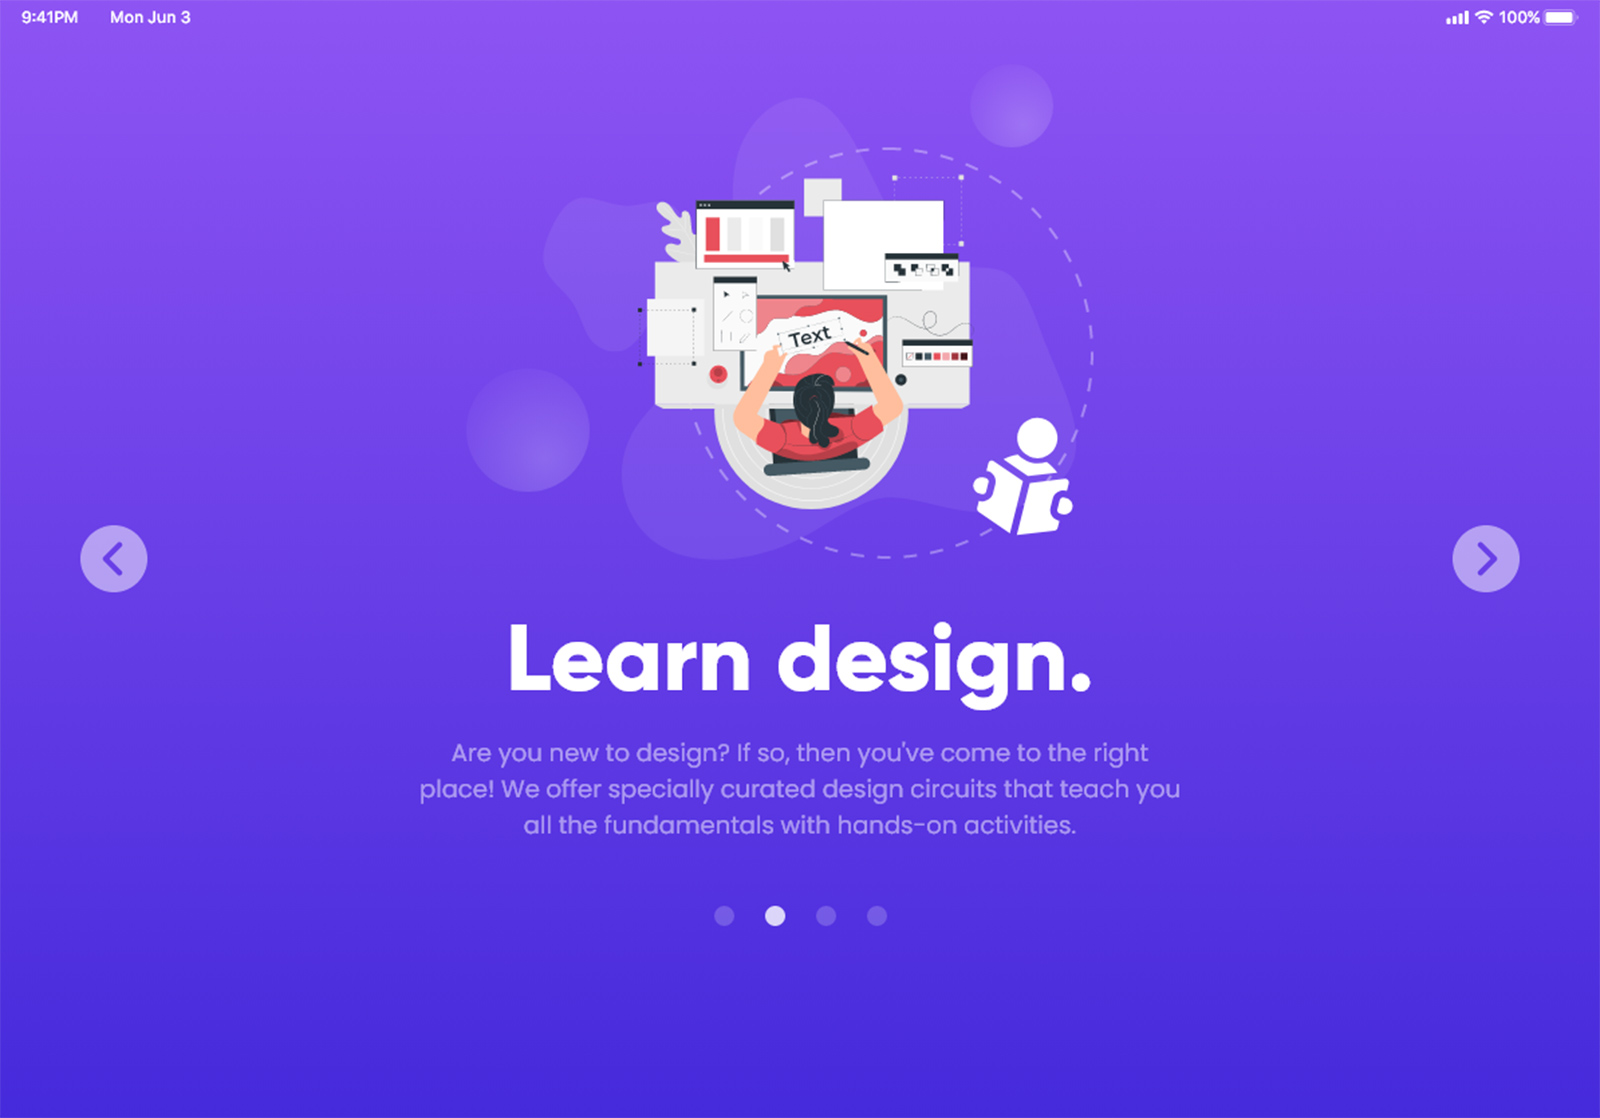 9:41PM Mon Jun 3 100%
Text
Learn design.
Are you new to design? If so, then you've come to the right
place! We offer specially curated design circuits that teach you
all the fundamentals with hands-on activities.